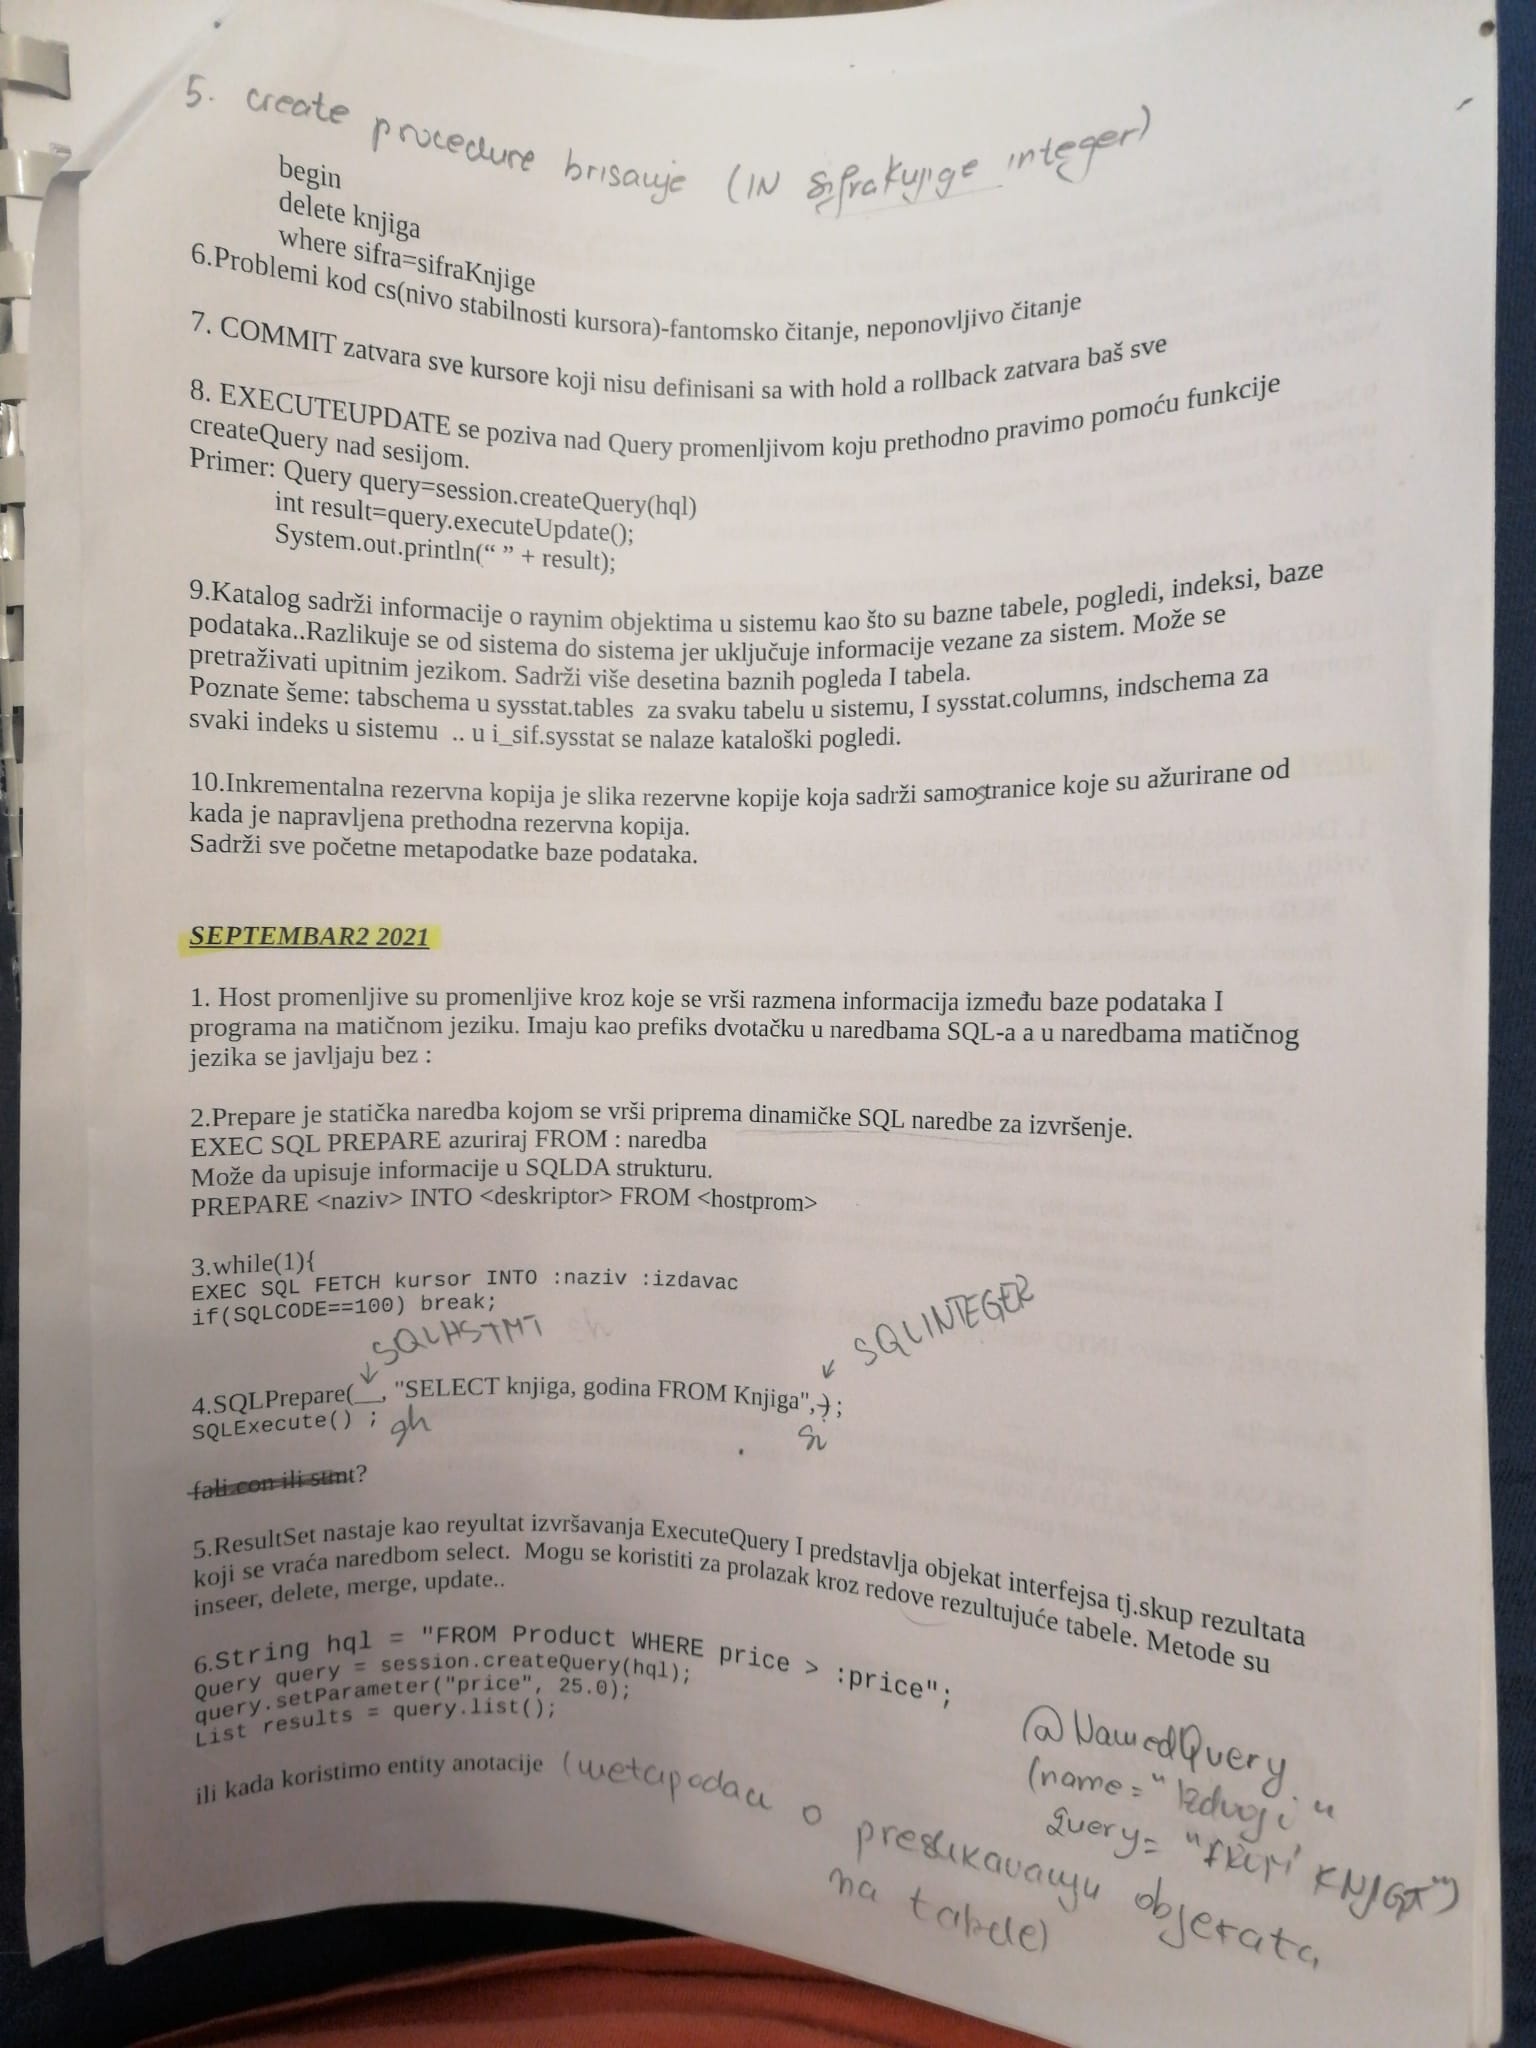 5. create procedure brisanje (IN sifraKnjige integer)
begin
delete knjiga
where sifra=sifraKnjige
6.Problemi kod cs(nivo stabilnosti kursora)-fantomsko čitanje, neponovljivo čitanje
7. COMMIT zatvara sve kursore koji nisu definisani sa with hold a rollback zatvara baš sve
8. EXECUTEUPDATE se poziva nad Query promenljivom koju prethodno pravimo pomoću funkcije
createQuery nad sesijom.
Primer: Query query=session.createQuery(hql)
int result=query.executeUpdate();
System.out.println(“ ” + result);
9.Katalog sadrži informacije o raynim objektima u sistemu kao što su bazne tabele, pogledi, indeksi, baze
podataka..Razlikuje se od sistema do sistema jer uključuje informacije vezane za sistem. Može se
pretraživati upitnim jezikom. Sadrži više desetina baznih pogleda I tabela.
Poznate šeme: tabschema u sysstat.tables za svaku tabelu u sistemu, I sysstat.columns, indschema za
svaki indeks u sistemu .. u i_sif.sysstat se nalaze kataloški pogledi.
10.Inkrementalna rezervna kopija je slika rezervne kopije koja sadrži samo stranice koje su ažurirane od
kada je napravljena prethodna rezervna kopija.
Sadrži sve početne metapodatke baze podataka.
SEPTEMBAR2 2021
1. Host promenljive su promenljive kroz koje se vrši razmena informacija između baze podataka I
programa na matičnom jeziku. Imaju kao prefiks dvotačku u naredbama SQL-a a u naredbama matičnog
jezika se javljaju bez :
2.Prepare je statička naredba kojom se vrši priprema dinamičke SQL naredbe za izvršenje.
EXEC SQL PREPARE azuriraj FROM : naredba
Može da upisuje informacije u SQLDA strukturu.
PREPARE <naziv> INTO <deskriptor> FROM <hostprom>
3.while(1){
EXEC SQL FETCH kursor INTO :naziv :izdavac
if(SQLCODE==100) break;
SQLHSTMT SQLINTEGER
4.SQLPrepare(__, "SELECT knjiga, godina FROM Knjiga",);
SQLExecute() ;
fali con ili stmt?
5.ResultSet nastaje kao reyultat izvršavanja ExecuteQuery I predstavlja objekat interfejsa tj.skup rezultata
koji se vraća naredbom select. Mogu se koristiti za prolazak kroz redove rezultujuće tabele. Metode su
inseer, delete, merge, update..
6.String hql = "FROM Product WHERE price > :price";
Query query = session.createQuery(hql);
query.setParameter("price", 25.0);
List results = query.list();
ili kada koristimo entity anotacije (metapodaci o preslikavanju objekata
na tabele)
@NamedQuery
(name="Izdvoji"
query=